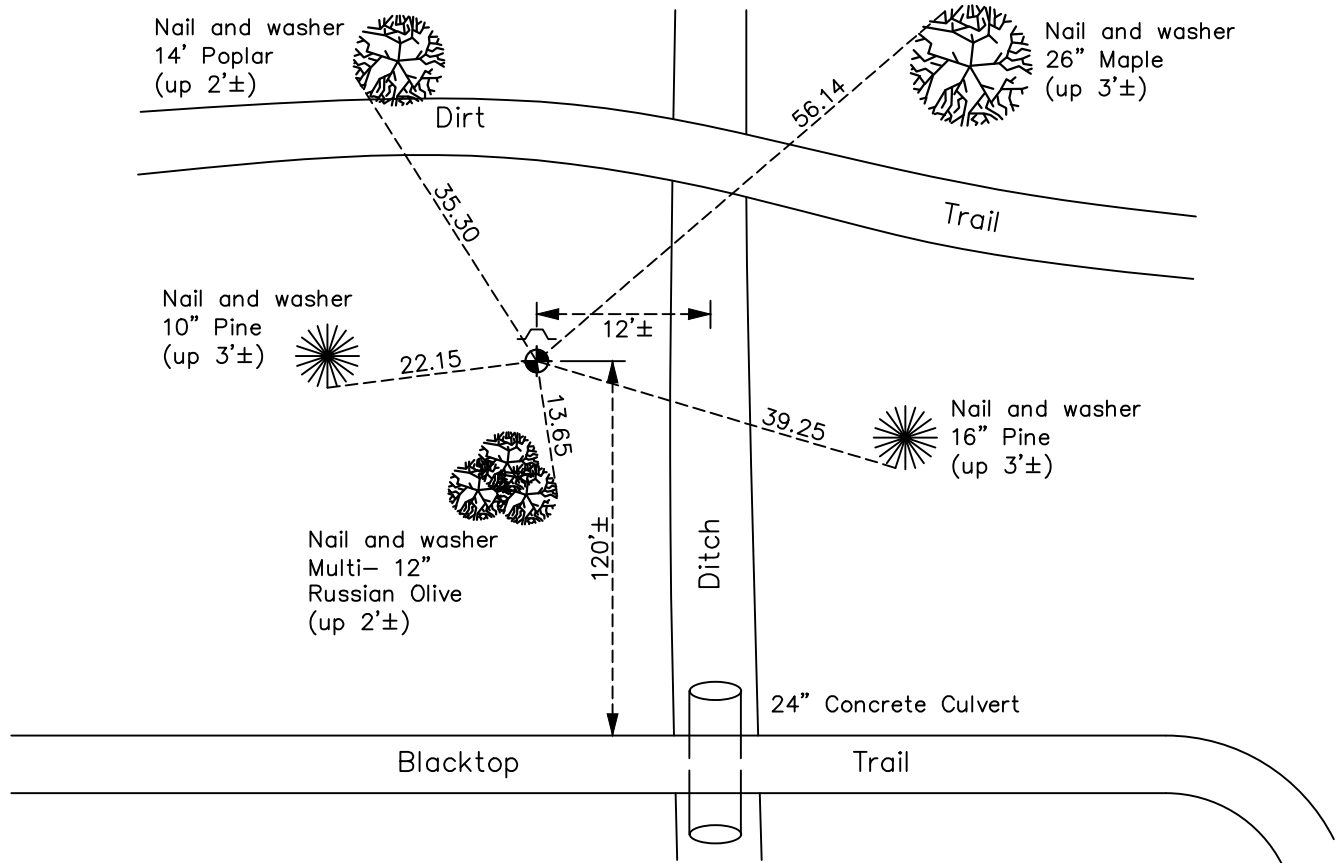 Nail and washer
14' Poplar
(up 2'±)
Nail and washer
26" Maple
(up 3'±)
56.14
Dirt
35.30
Trail
Nail and washer
10" Pine
(up 3'±)
12'±
22.15
13.65
39.25
Nail and washer
16" Pine
(up 3'±)
Nail and washer
Multi– 12"
Russian Olive
(up 2'±)
120'±
Ditch
24" Concrete Culvert
Blacktop
Trail